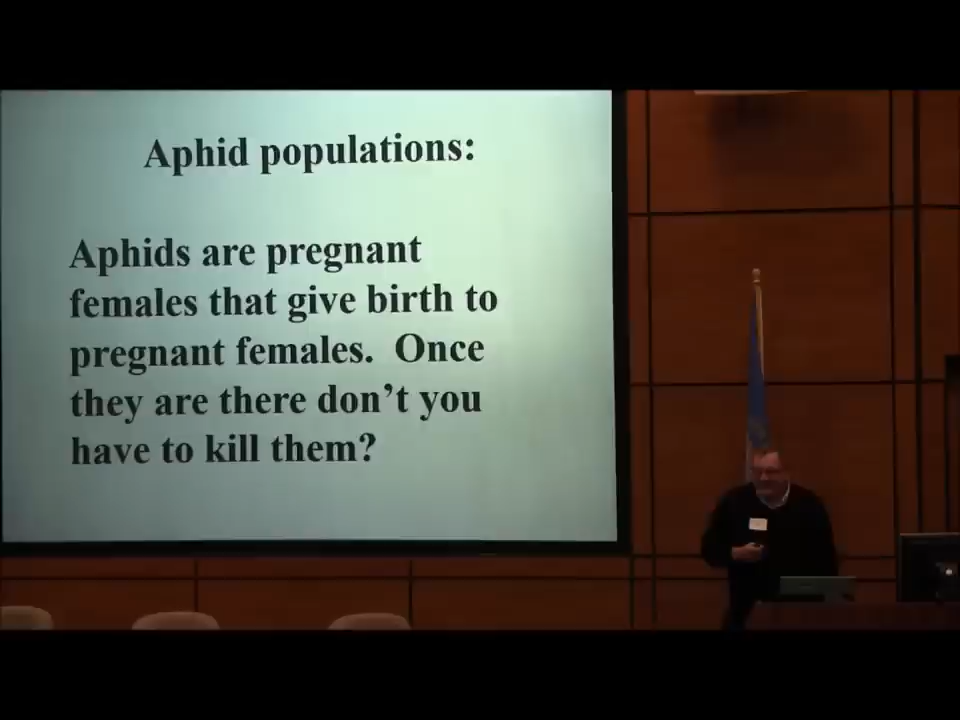 Aphid populations:
Aphids are pregnant
females that give birth to
pregnant females.  Once
they are there don’t you
have to kill them?